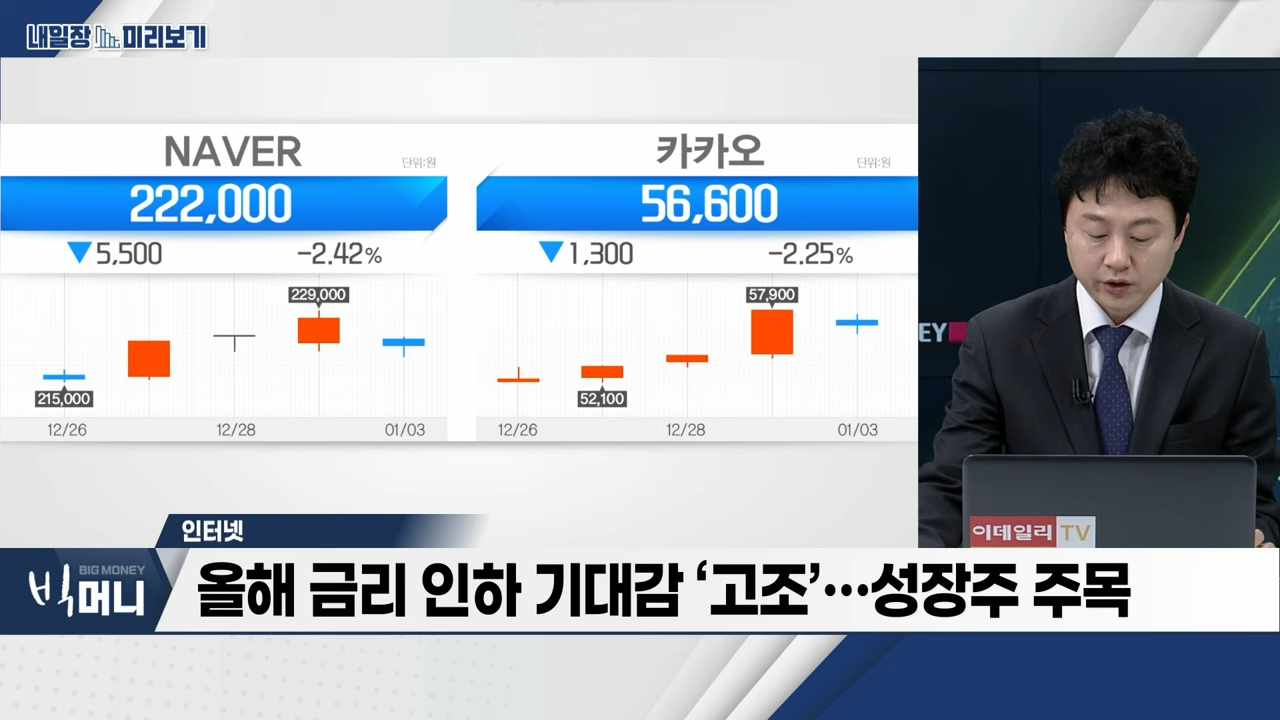 내일장 미리보기
NAVER
단위:원
222,000
▼5,500 -2.42%
229,000
215,000
12/26 12/28 01/03
카카오
단위:원
56,600
▼1,300 -2.25%
57,900
52,100
12/26 12/28 01/03
EY
이데일리 TV
인터넷
BIG MONEY
빅머니
올해 금리 인하 기대감 ‘고조’…성장주 주목